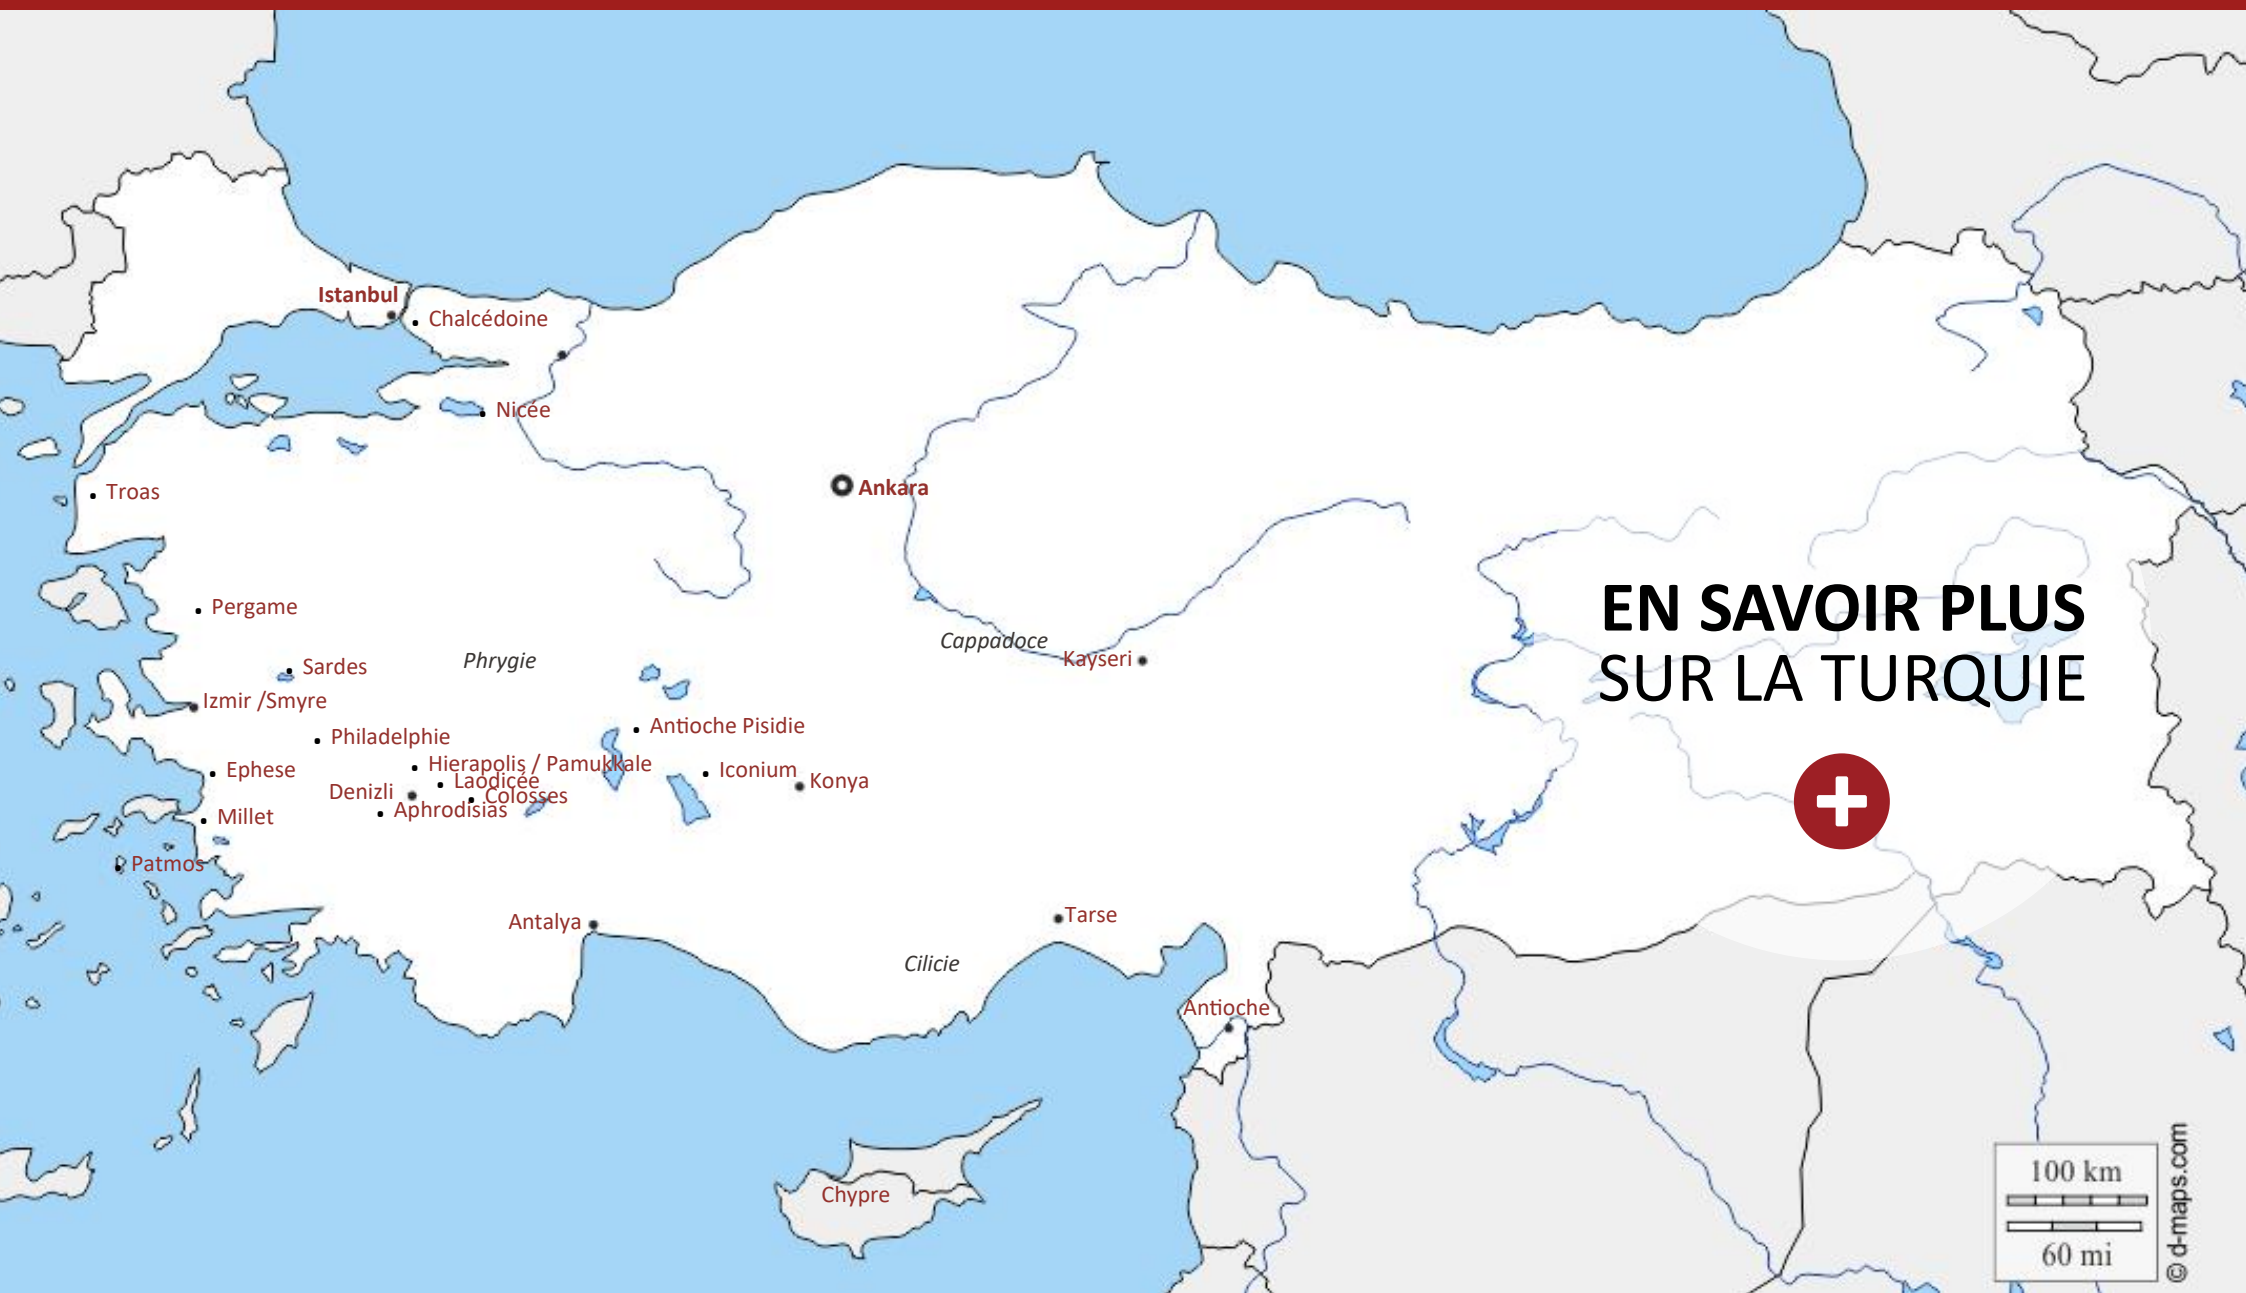 Istanbul
Chalcédoine
Nicée
Troas
Ankara
Pergame
EN SAVOIR PLUS
SUR LA TURQUIE
Cappadoce
Phrygie
Kayseri
Sardes
Izmir /Smyre
Antioche Pisidie
Philadelphie
Hierapolis / Pamukkale
Ephese
Iconium
Laodicée
Konya
Denizli
Colosses
Aphrodisias
Millet
Patmos
Antalya
Tarse
Cilicie
Antioche
Chypre
100 km
60 mi
© d-maps.com